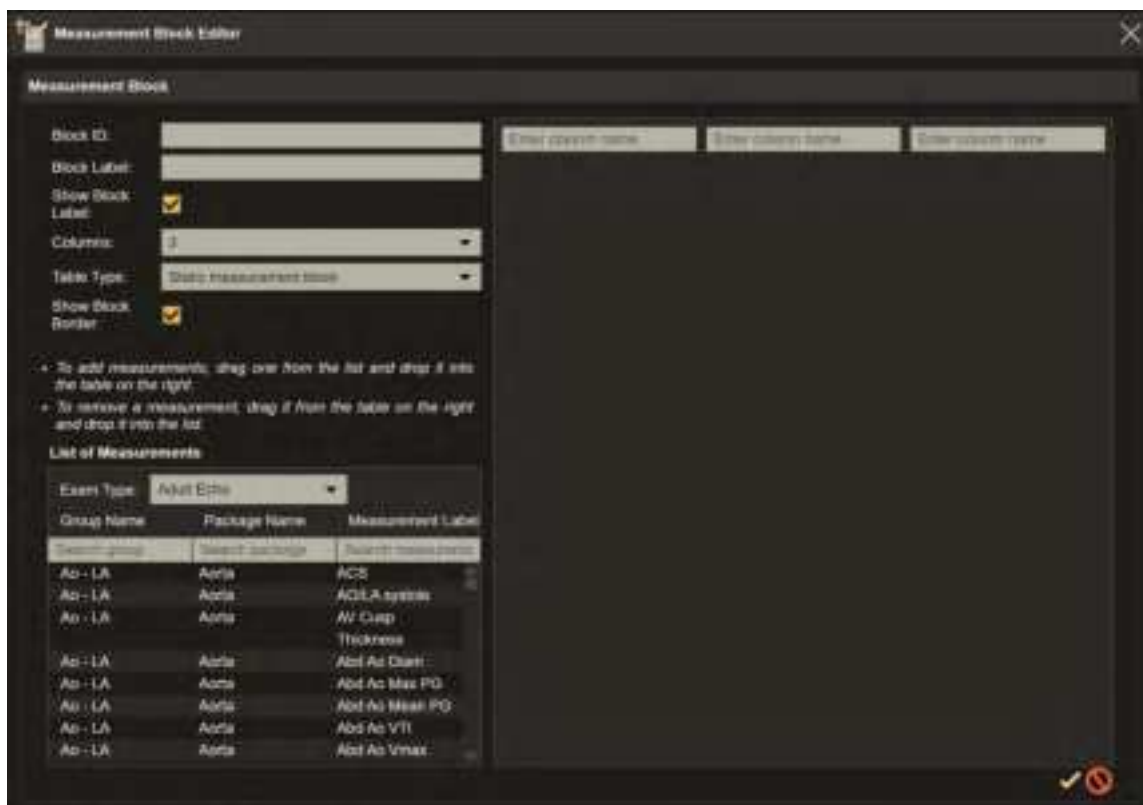 Measurement Block Editor
Measurement Block
Block ID:
Block Label:
Show Block
Label:
Columns: 3
Table Type: Static measurement block
Show Block
Border:
Enter column name Enter column name Enter column name
• To add measurements, drag one from the list and drop it into
the table on the right.
• To remove a measurement, drag it from the table on the right
and drop it into the list.
List of Measurements
Exam Type: Adult Echo
Group Name Package Name Measurement Label
Search group Search package Search measurement
Ao - LA Aorta ACS
Ao - LA Aorta AO/LA systole
Ao - LA Aorta AV Cusp
Thickness
Ao - LA Aorta Abd Ao Diam
Ao - LA Aorta Abd Ao Max PG
Ao - LA Aorta Abd Ao Mean PG
Ao - LA Aorta Abd Ao VTI
Ao - LA Aorta Abd Ao Vmax